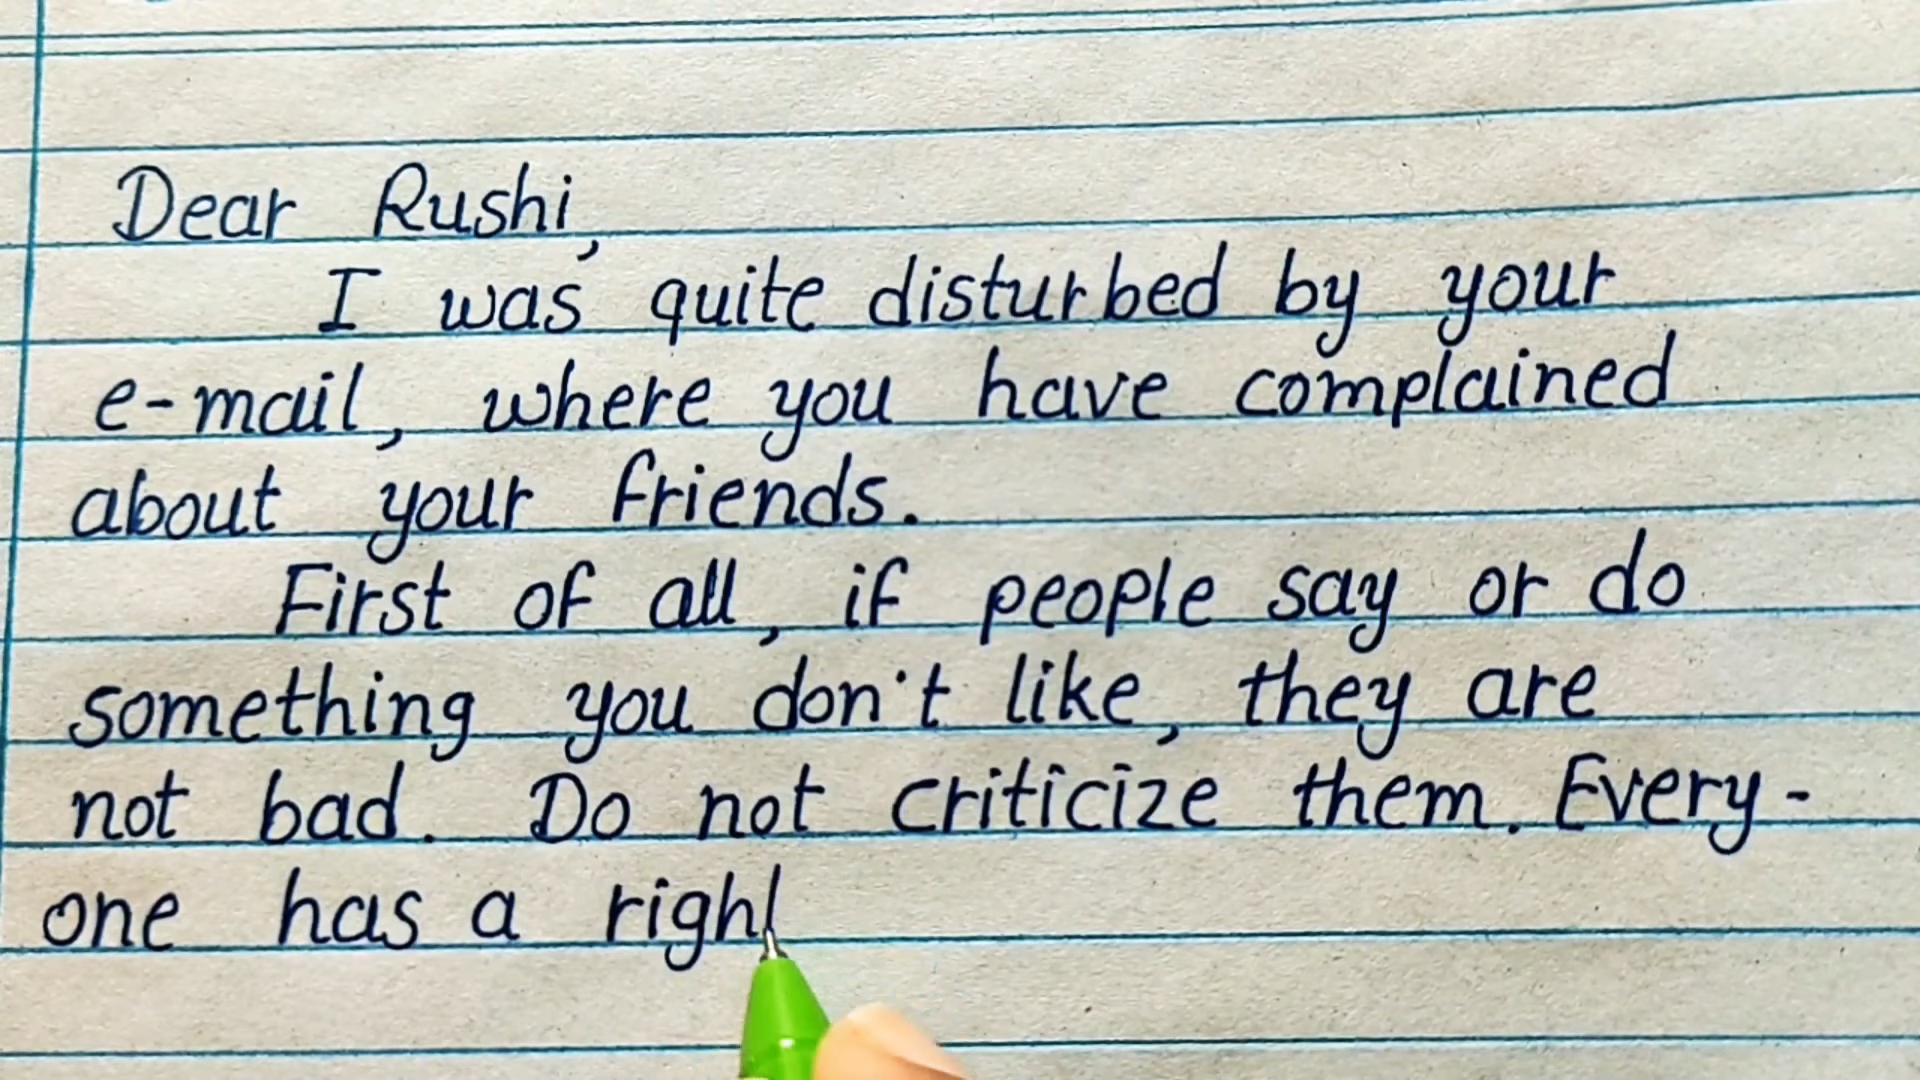 Dear Rushi,
I was quite disturbed by your
e-mail, where you have complained
about your friends.
First of all, if people say or do
something you don't like, they are
not bad. Do not criticize them. Every-
one has a right